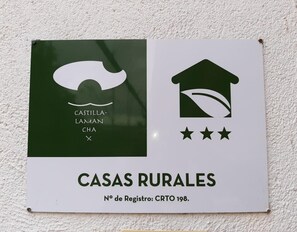 CASTILLA-
LAMAN
CHA
CASAS RURALES
Nº de Registro: CRTO 198.